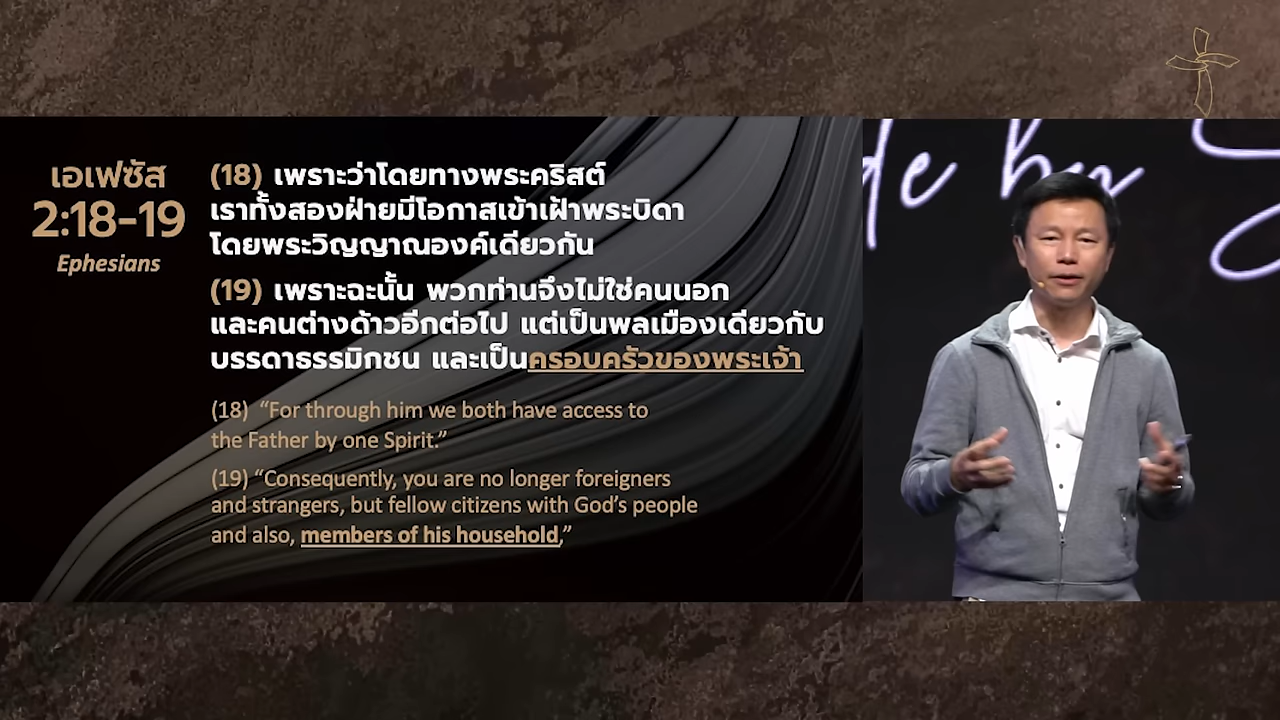 เอเฟซัส
2:18-19
Ephesians
(18) เพราะว่าโดยทางพระคริสต์
เราทั้งสองฝ่ายมีโอกาสเข้าเฝ้าพระบิดา
โดยพระวิญญาณองค์เดียวกัน
(19) เพราะฉะนั้น พวกท่านจึงไม่ใช่คนนอก
และคนต่างด้าวอีกต่อไป แต่เป็นพลเมืองเดียวกับ
บรรดาธรรมิกชน และเป็นครอบครัวของพระเจ้า
(18) “For through him we both have access to
the Father by one Spirit.”
(19) “Consequently, you are no longer foreigners
and strangers, but fellow citizens with God’s people
and also, members of his household,”
by